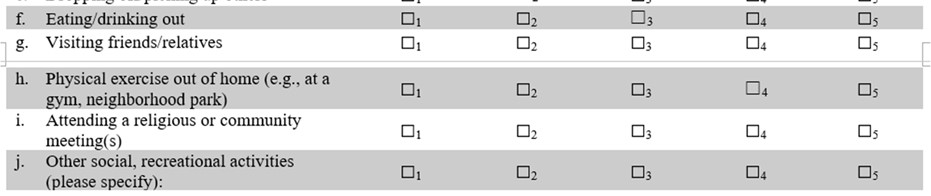 f. Eating/drinking out ☐1 ☐2 ☐3 ☐4 ☐5
g. Visiting friends/relatives ☐1 ☐2 ☐3 ☐4 ☐5
h. Physical exercise out of home (e.g., at a
gym, neighborhood park) ☐1 ☐2 ☐3 ☐4 ☐5
i. Attending a religious or community
meeting(s) ☐1 ☐2 ☐3 ☐4 ☐5
j. Other social, recreational activities
(please specify): ☐1 ☐2 ☐3 ☐4 ☐5